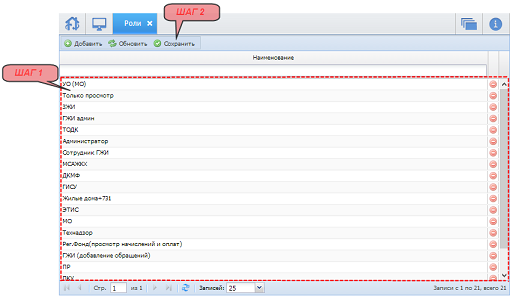 ШАГ 2
Роли
Добавить Обновить Сохранить
Наименование
ШАГ 1
УО (МО)
Только просмотр
ЗЖИ
ГЖИ админ
ТОДК
Администратор
Сотрудник ГЖИ
МСАЖКХ
ДКМФ
ГИСУ
Жилые дома+731
ЭТИС
МО
Технадзор
Рег.Фонд(просмотр начислений и оплат)
ГЖИ (добавление обращений)
ПР
ПКУ
Стр. 1 из 1 Записей: 25 Записи с 1 по 21, всего 21